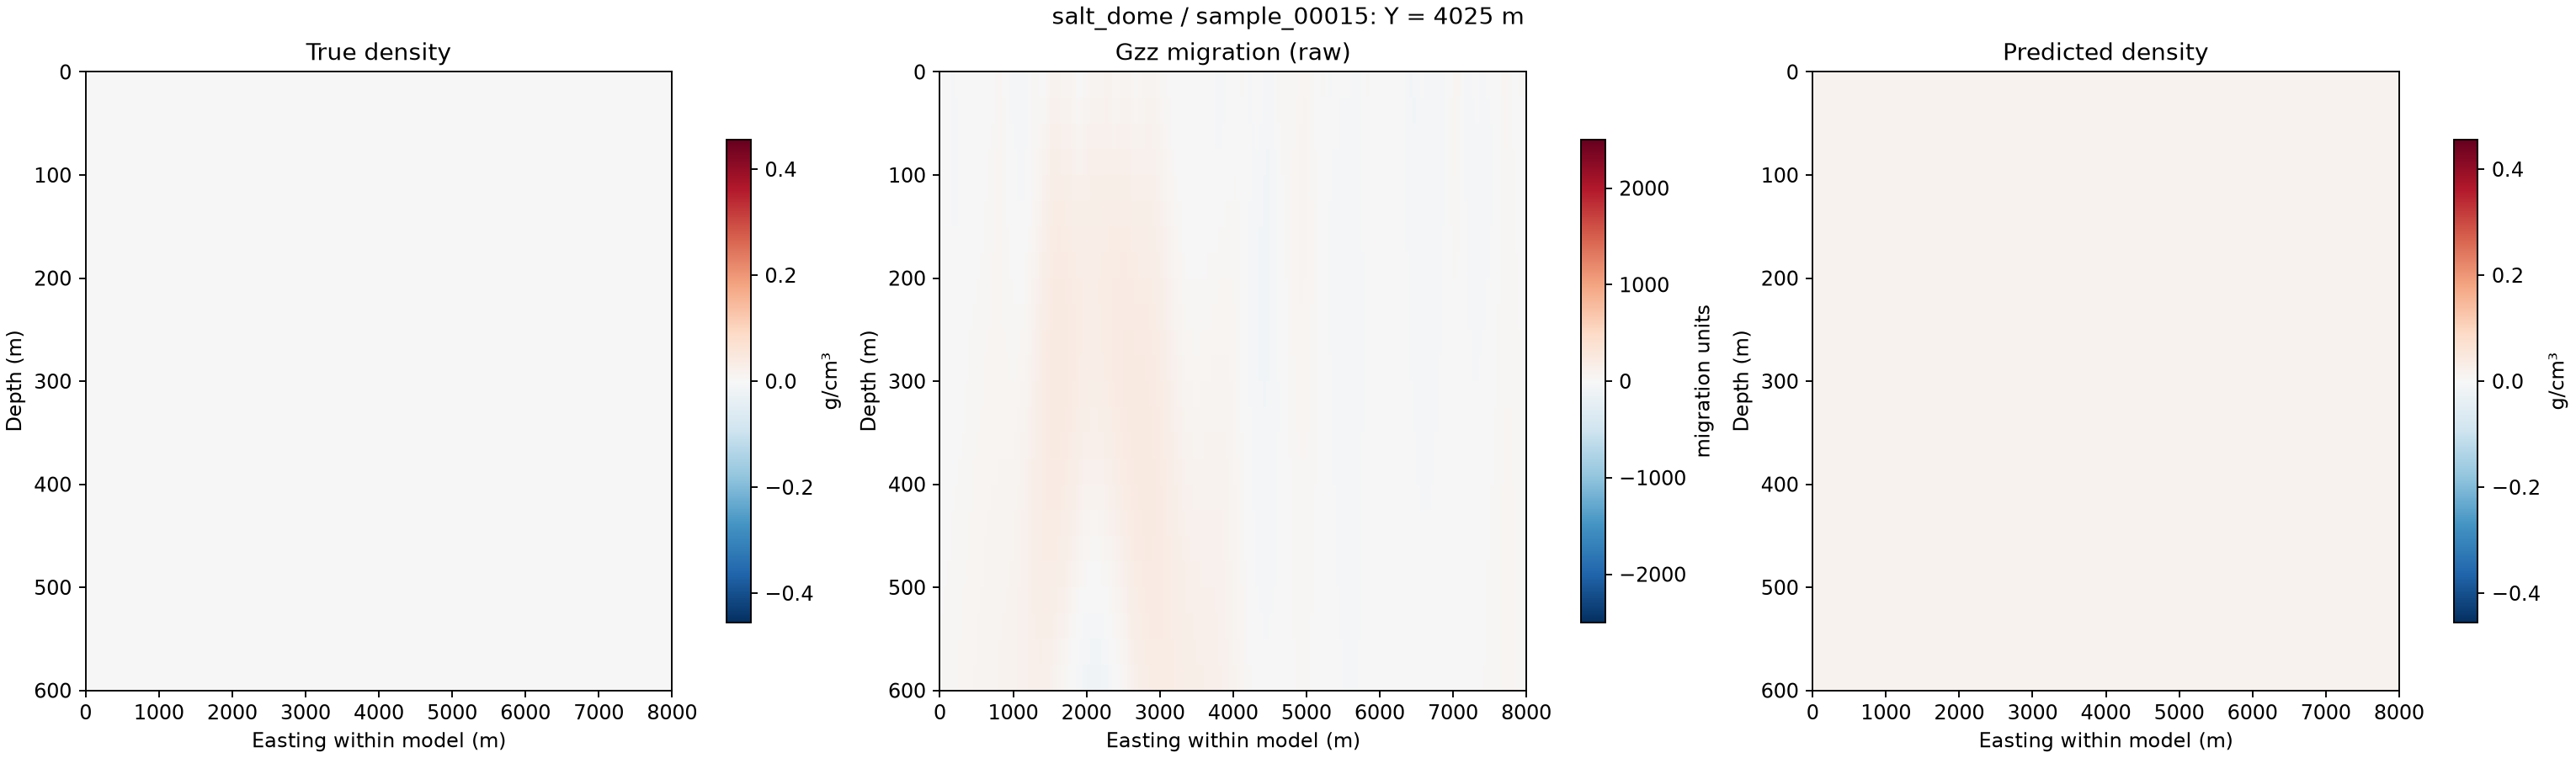 salt_dome / sample_00015: Y = 4025 m
True density
0
100
200
300
400
500
600
Depth (m)
0 1000 2000 3000 4000 5000 6000 7000 8000
Easting within model (m)
0.4
0.2
0.0
−0.2
−0.4
g/cm³
Gzz migration (raw)
0
100
200
300
400
500
600
Depth (m)
0 1000 2000 3000 4000 5000 6000 7000 8000
Easting within model (m)
2000
1000
0
−1000
−2000
migration units
Predicted density
0
100
200
300
400
500
600
Depth (m)
0 1000 2000 3000 4000 5000 6000 7000 8000
Easting within model (m)
0.4
0.2
0.0
−0.2
−0.4
g/cm³